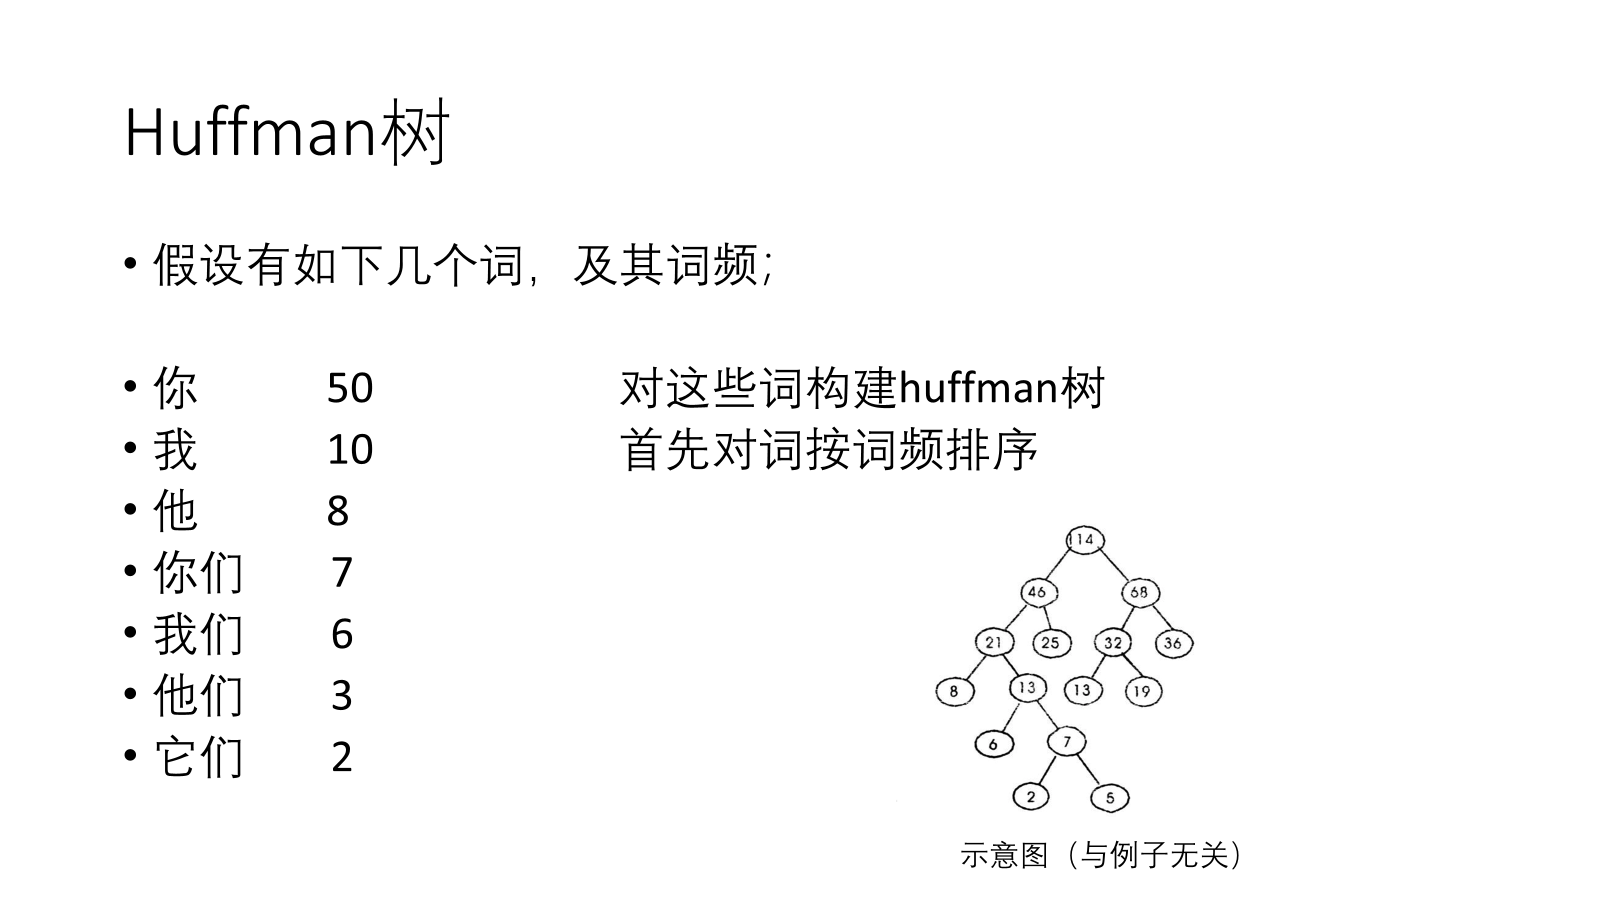 Huffman树
• 假设有如下几个词，及其词频；
• 你 50
• 我 10
• 他 8
• 你们 7
• 我们 6
• 他们 3
• 它们 2
对这些词构建huffman树
首先对词按词频排序
114
46 68
21 25 32 36
8 13 13 19
6 7
2 5
示意图（与例子无关）